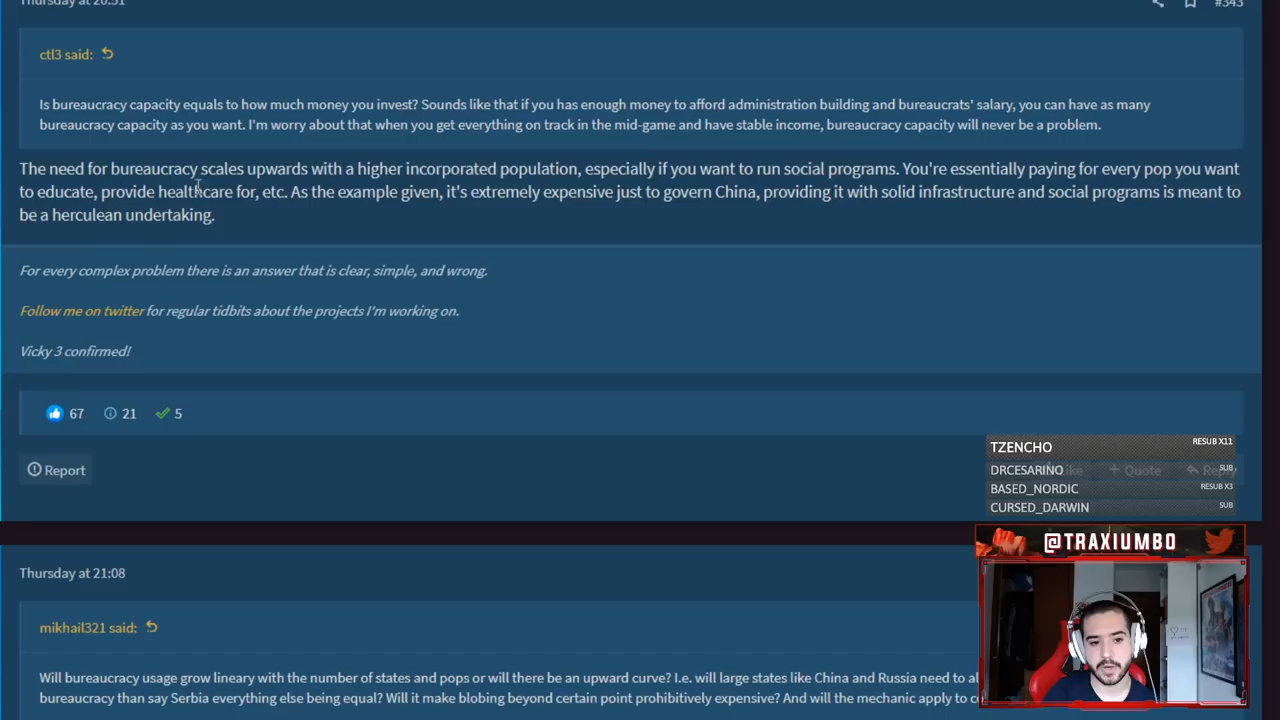 Thursday at 20:51
#343
ctl3 said:
Is bureaucracy capacity equals to how much money you invest? Sounds like that if you has enough money to afford administration building and bureaucrats' salary, you can have as many
bureaucracy capacity as you want. I'm worry about that when you get everything on track in the mid-game and have stable income, bureaucracy capacity will never be a problem.
The need for bureaucracy scales upwards with a higher incorporated population, especially if you want to run social programs. You're essentially paying for every pop you want
to educate, provide healthcare for, etc. As the example given, it's extremely expensive just to govern China, providing it with solid infrastructure and social programs is meant to
be a herculean undertaking.
For every complex problem there is an answer that is clear, simple, and wrong.
Follow me on twitter for regular tidbits about the projects I'm working on.
Vicky 3 confirmed!
67 21 5
Report
Quote Reply
TZENCHO RESUB X11
DRCESARINO SUB
BASED_NORDIC RESUB X3
CURSED_DARWIN SUB
@TRAXIUMBO
Thursday at 21:08
mikhail321 said:
Will bureaucracy usage grow lineary with the number of states and pops or will there be an upward curve? I.e. will large states like China and Russia need to
bureaucracy than say Serbia everything else being equal? Will it make blobing beyond certain point prohibitively expensive? And will the mechanic apply to